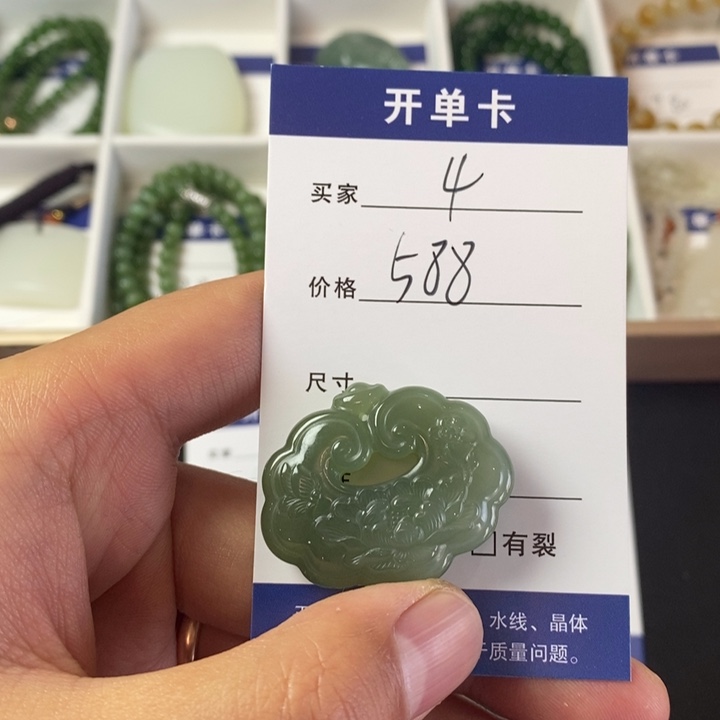 开单卡
买家 4
价格 588
尺寸
有裂
水线、晶体
质量问题。